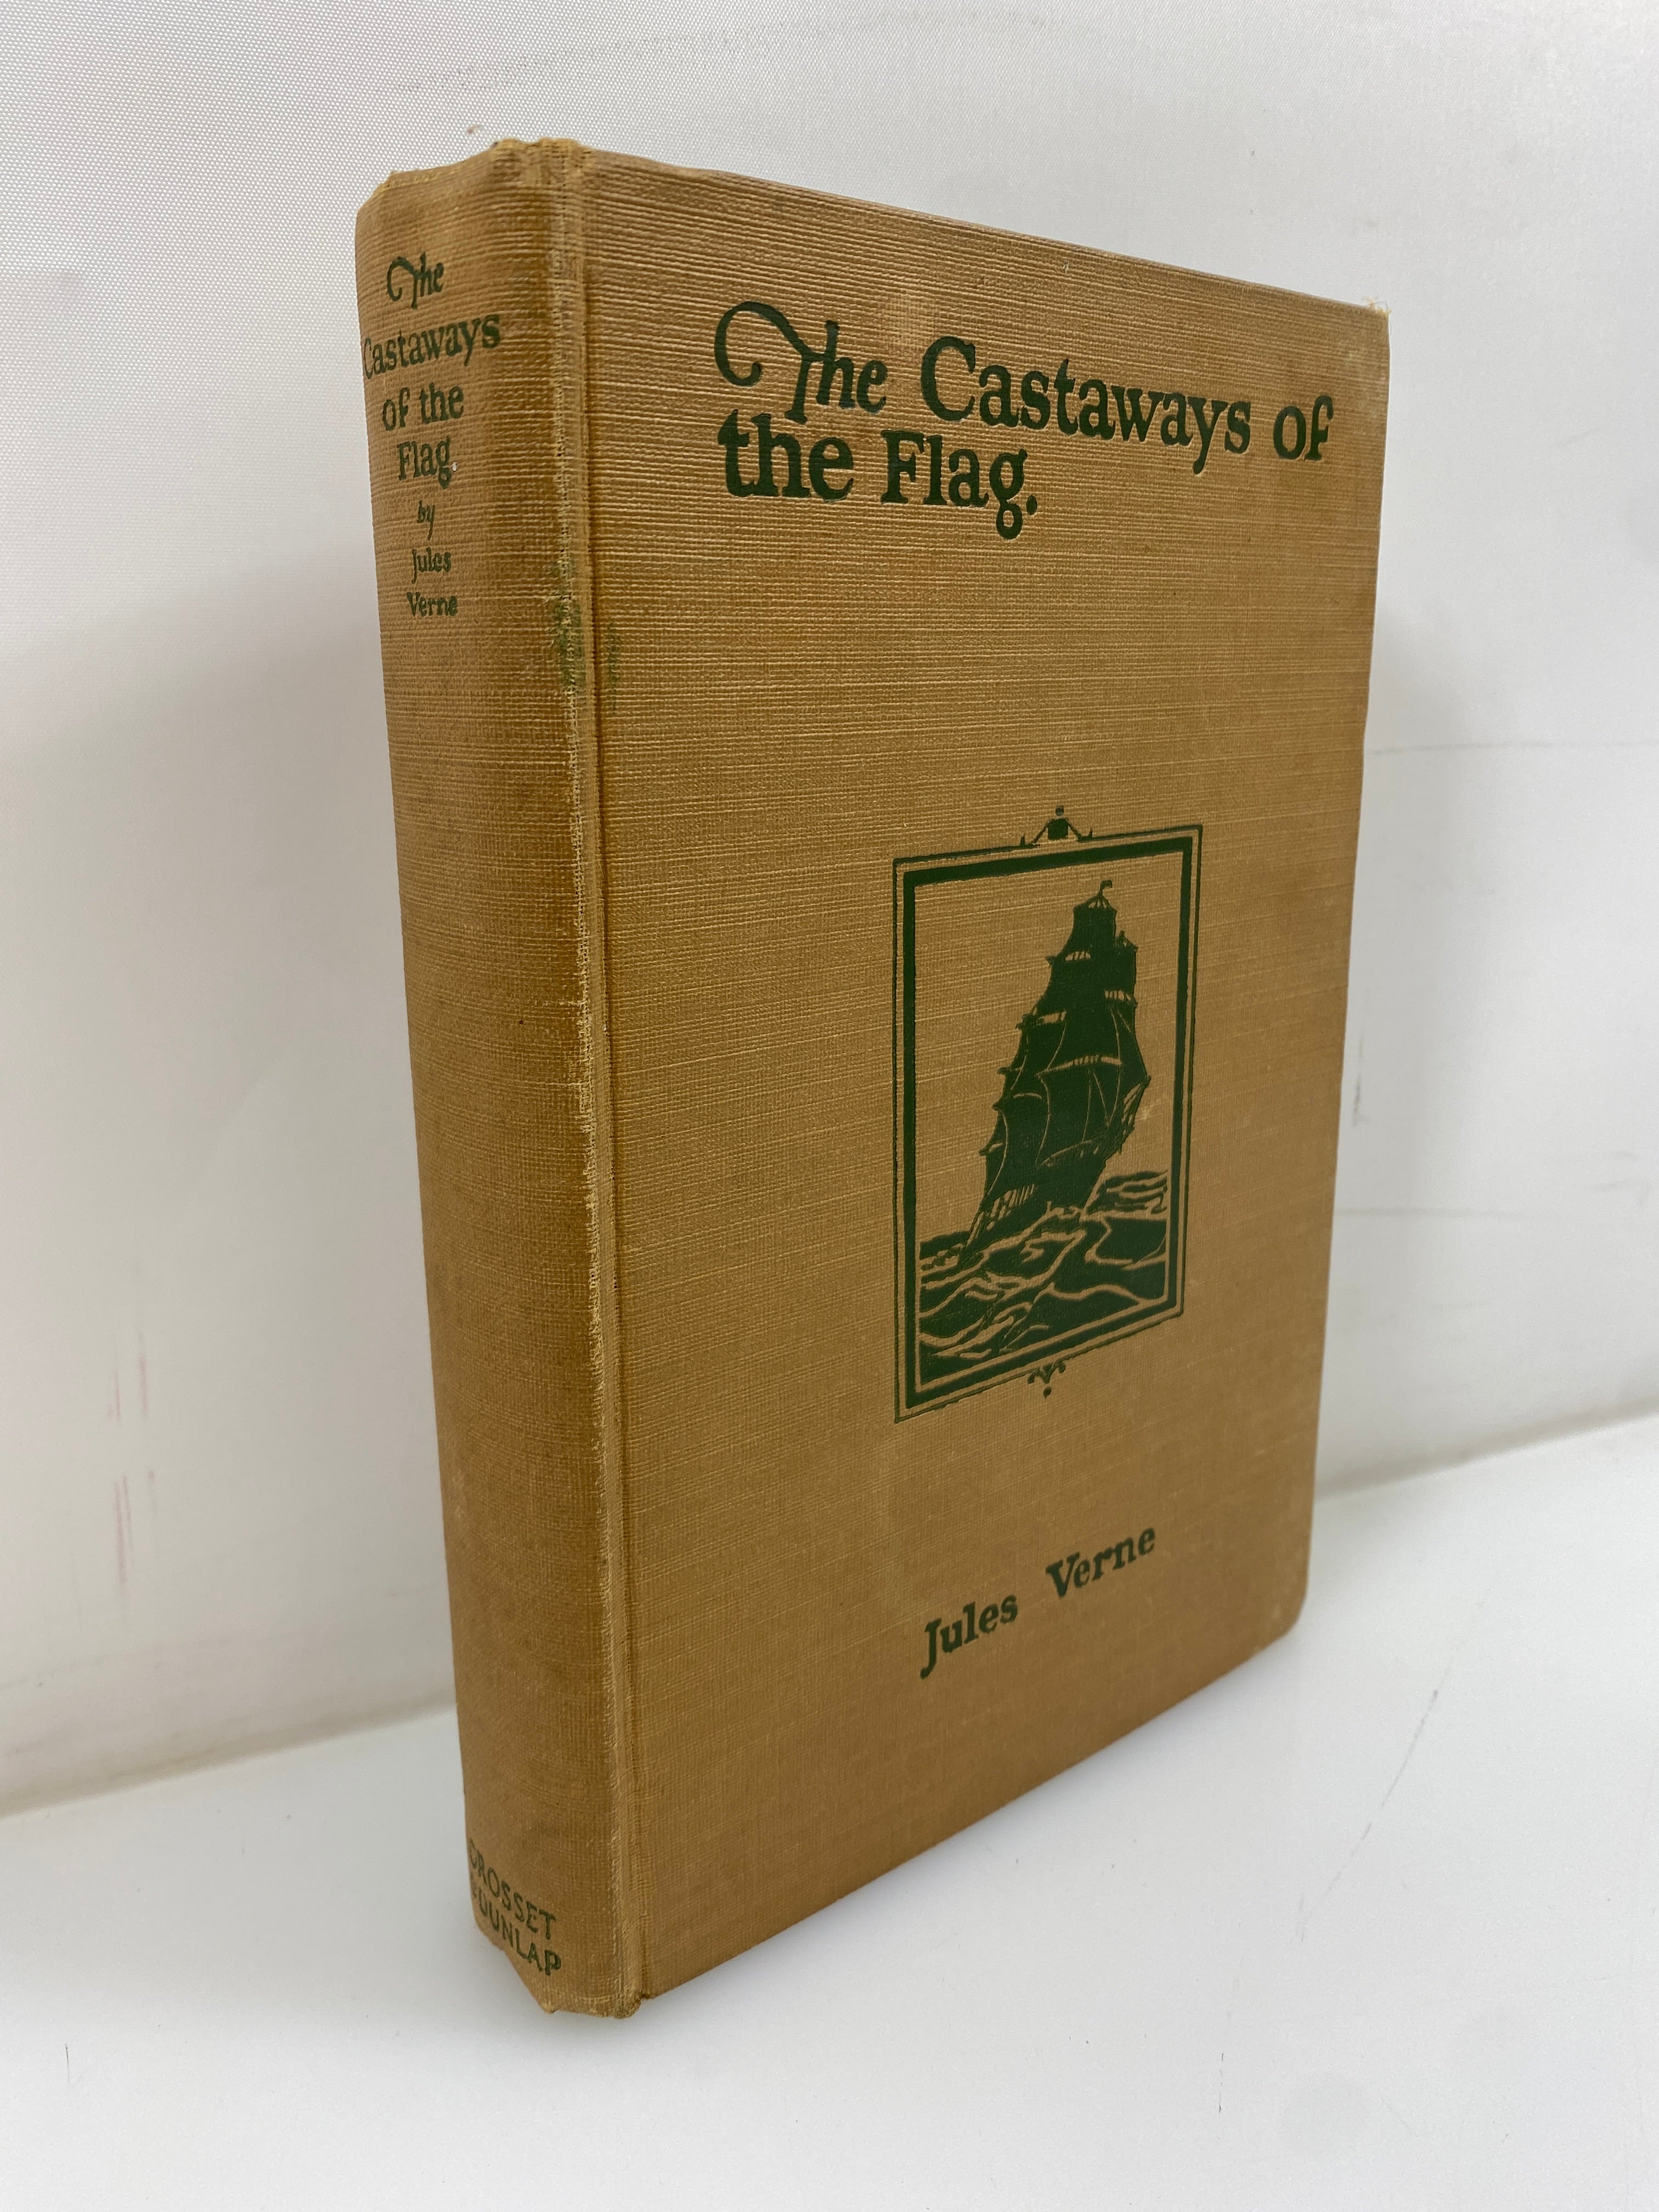 The
Castaways
of the
Flag.
by
Jules
Verne
GROSSET
& DUNLAP
The Castaways of
the Flag.
Jules Verne